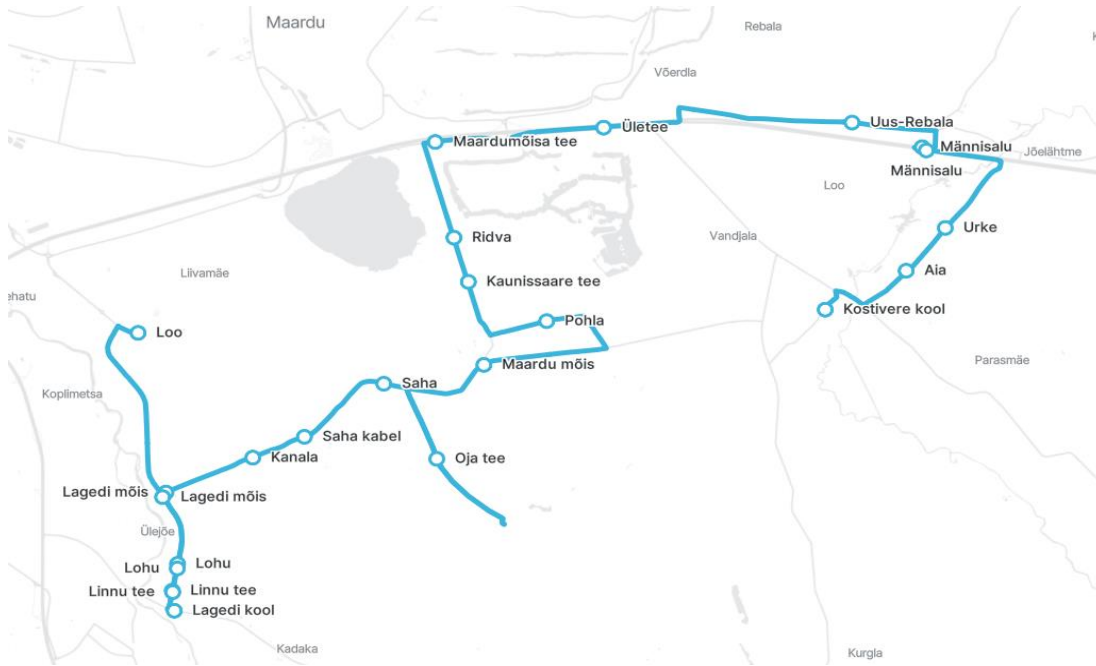 Maardu
Rebala
K
Võerdla
Uus-Rebala
Ületee
Maardumõisa tee
Männisalu
Männisalu
Jõelähtme
Loo
Urke
Vandjala
Ridva
Liivamäe
Aia
Kaunissaare tee
ehatu
Kostivere kool
Põhla
Loo
Parasmäe
Maardu mõis
Saha
Koplimetsa
Saha kabel
Kanala
Oja tee
Lagedi mõis
Lagedi mõis
Ülejõe
Lohu
Lohu
Linnu tee
Linnu tee
Lagedi kool
Kadaka
Kurgla